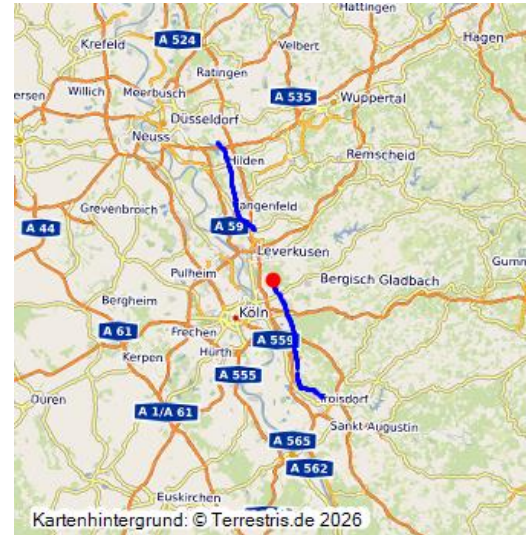 Hattingen
Krefeld
A 524
Velbert
Hagen
Ratingen
ersen
Willich
Meerbusch
A 535
Wuppertal
Düsseldorf
Neuss
Hilden
Remscheid
Grevenbroich
angenfeld
A 44
A 59
Leverkusen
Pulheim
Bergisch Gladbach
Gumm
Bergheim
Köln
A 61
Frechen
A 559
Kerpen
Hürth
A 555
Düren
A 1/A 61
Troisdorf
Sankt Augustin
A 565
A 562
Euskirchen
Kartenhintergrund: © Terrestris.de 2026